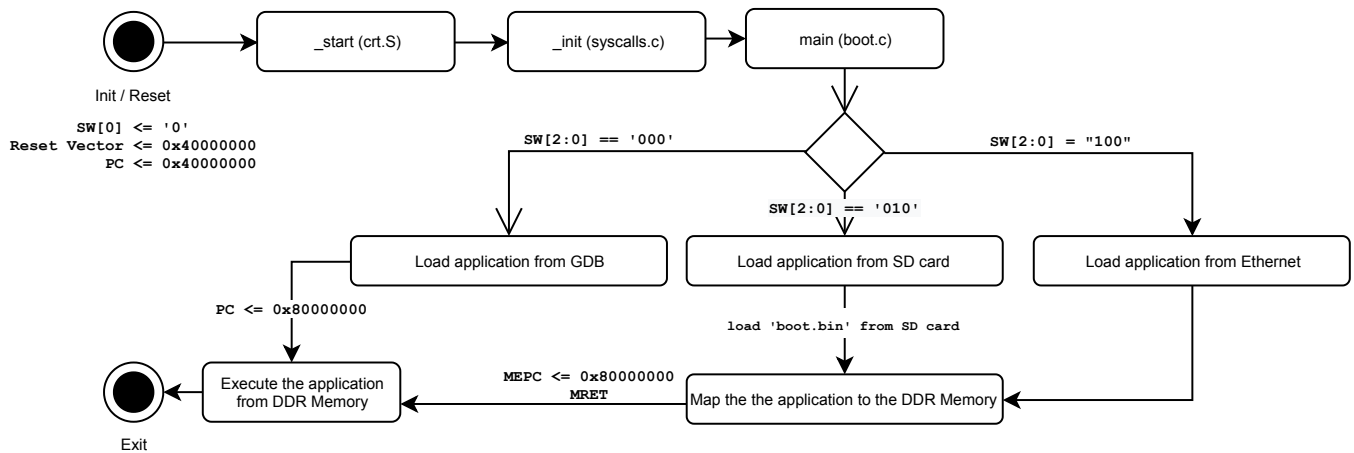 _start (crt.S)
_init (syscalls.c)
main (boot.c)
Init / Reset
SW[0] <= '0'
Reset Vector <= 0x40000000
PC <= 0x40000000
SW[2:0] == '000'
SW[2:0] = "100"
SW[2:0] == '010'
Load application from GDB
Load application from SD card
Load application from Ethernet
PC <= 0x80000000
load 'boot.bin' from SD card
Execute the application
from DDR Memory
MEPC <= 0x80000000
MRET
Map the the application to the DDR Memory
Exit